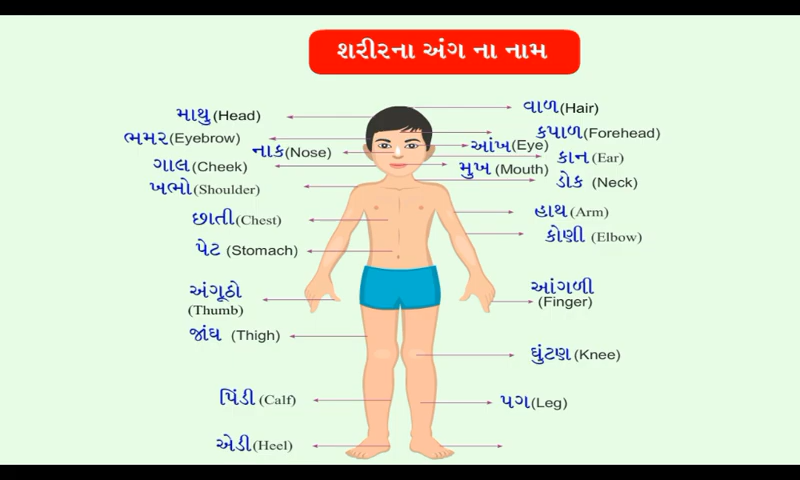 શરીરના અંગ ના નામ
માથુ (Head)
વાળ (Hair)
ભમર (Eyebrow)
કપાળ (Forehead)
નાક (Nose)
આંખ (Eye)
ગાલ (Cheek)
કાન (Ear)
મુખ (Mouth)
ખભો (Shoulder)
ડોક (Neck)
છાતી (Chest)
હાથ (Arm)
પેટ (Stomach)
કોણી (Elbow)
અંગૂઠો
(Thumb)
આંગળી
(Finger)
જાંઘ (Thigh)
ઘુંટણ (Knee)
પિંડી (Calf)
પગ (Leg)
એડી (Heel)